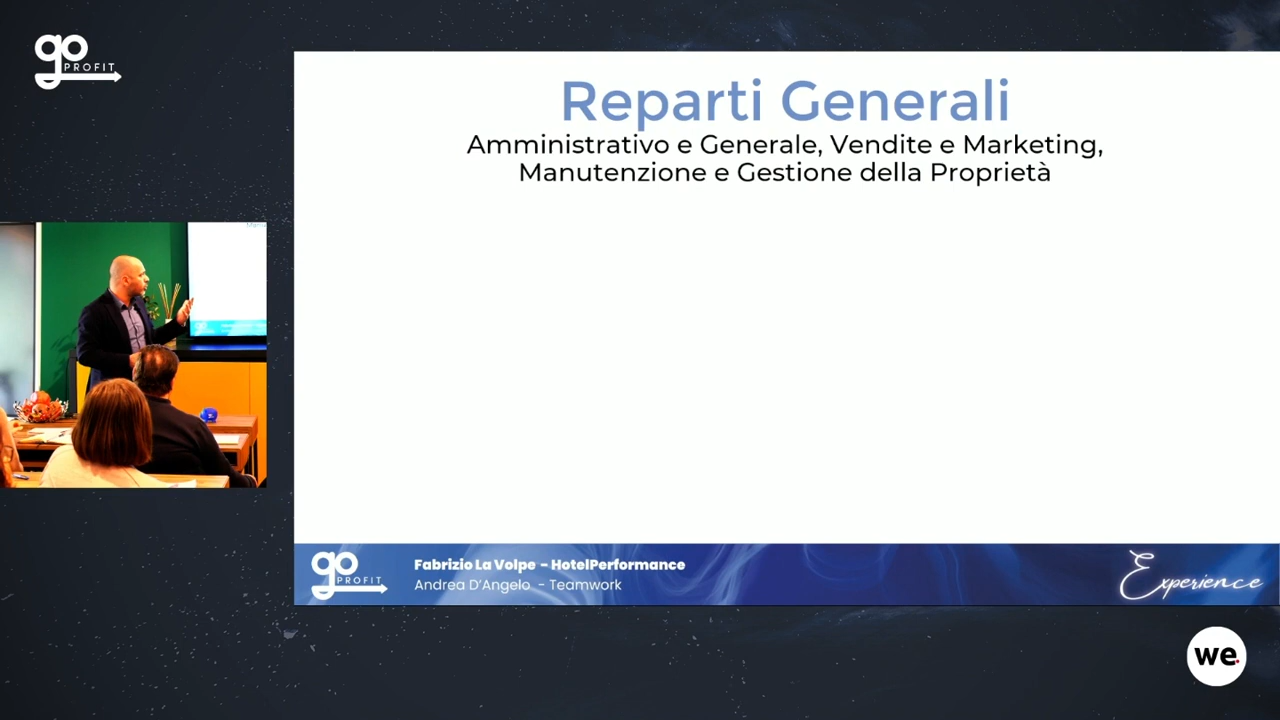 go
PROFIT
Reparti Generali
Amministrativo e Generale, Vendite e Marketing,
Manutenzione e Gestione della Proprietà
go
PROFIT
Fabrizio La Volpe - HotelPerformance
Andrea D'Angelo - Teamwork
Experience
we.